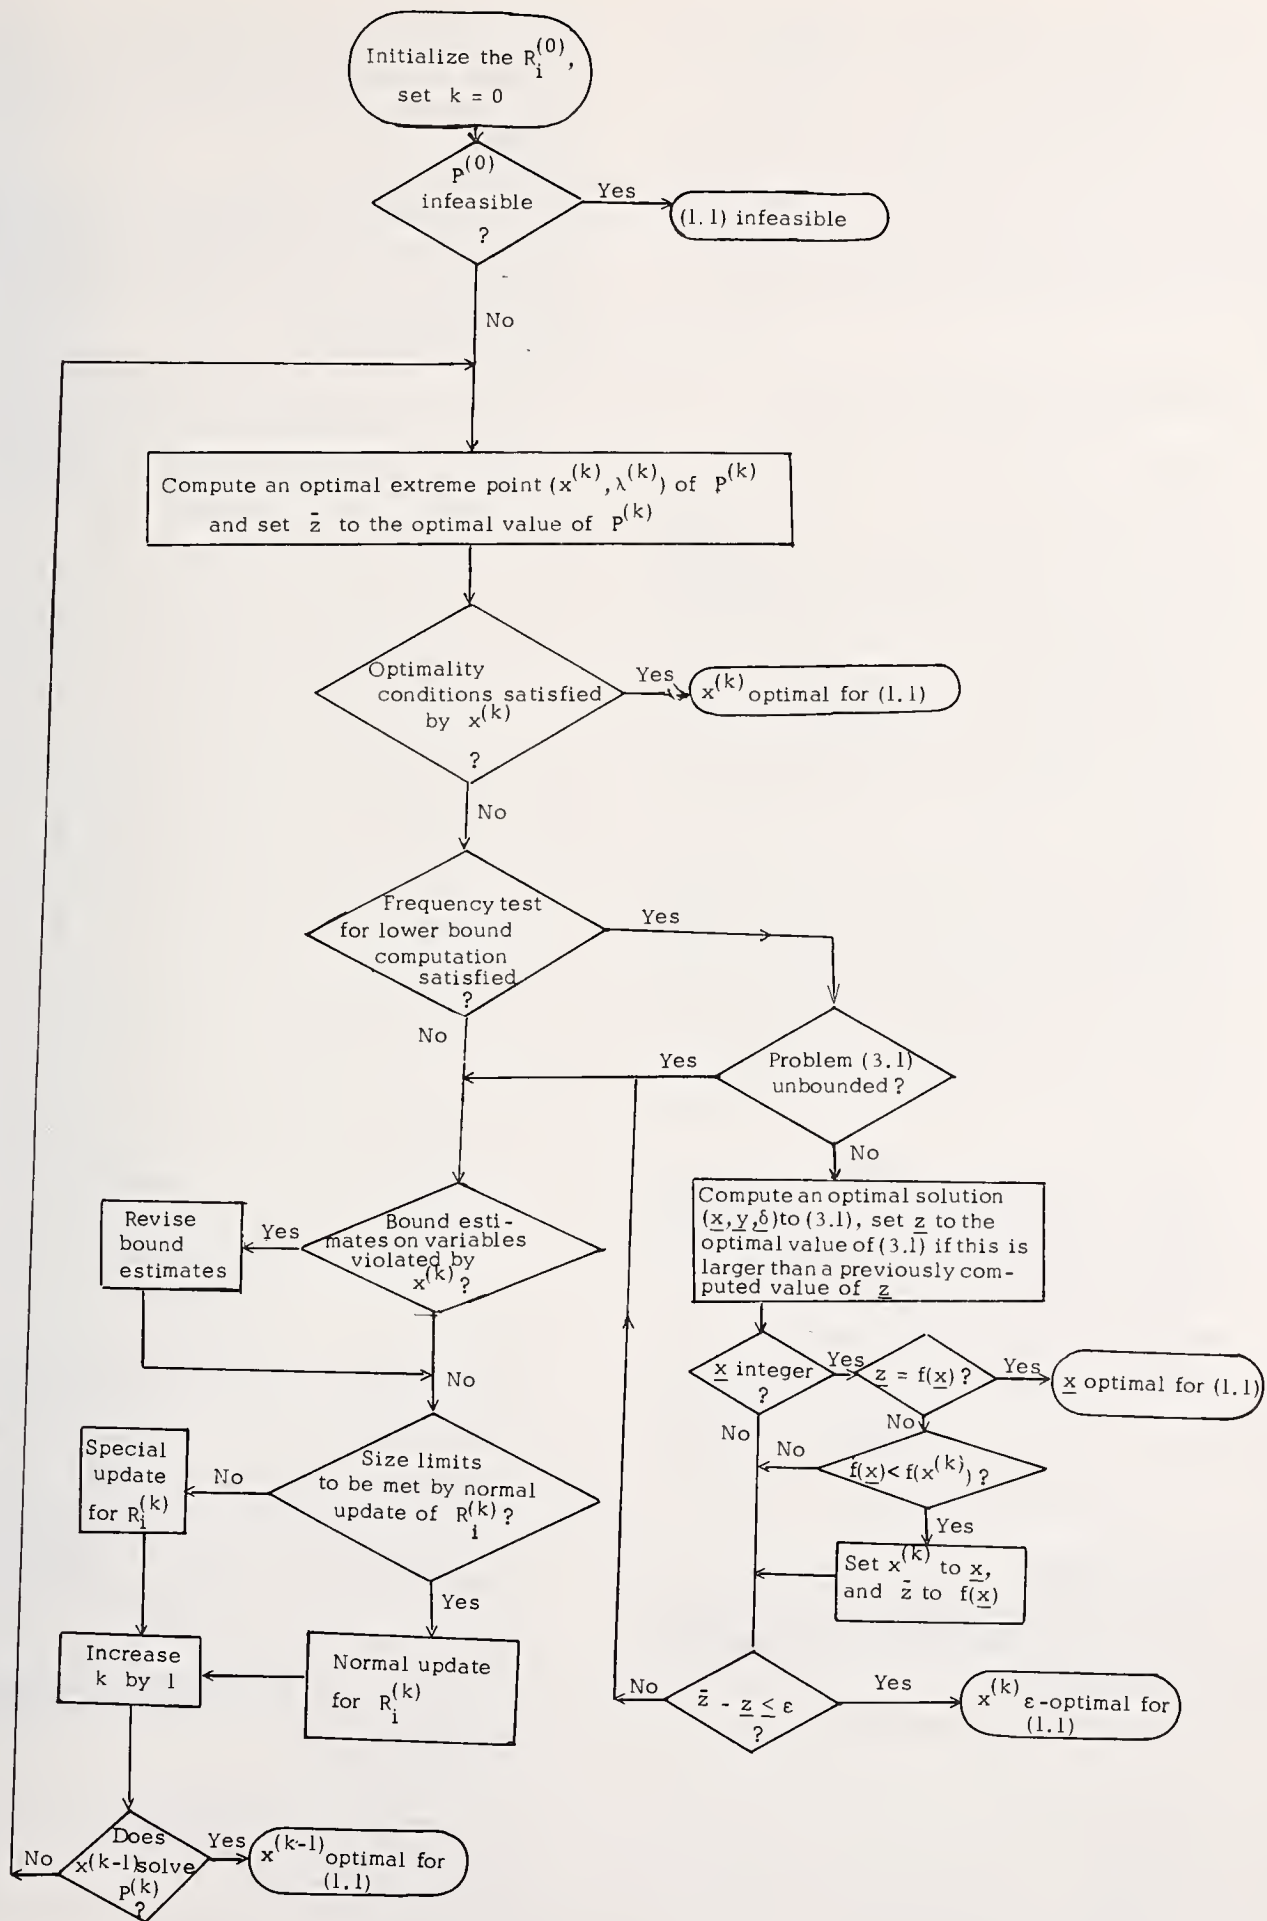 Initialize the R_i^(0),
set k = 0
P^(0)
infeasible
?
Yes
(1.1) infeasible
No
Compute an optimal extreme point (x^(k), λ^(k)) of P^(k)
and set z̄ to the optimal value of P^(k)
Optimality
conditions satisfied
by x^(k)
?
Yes
x^(k) optimal for (1.1)
No
Frequency test
for lower bound
computation
satisfied
?
Yes
No
Problem (3.1)
unbounded ?
Yes
No
Compute an optimal solution
(x̲, y̲, δ̲) to (3.1), set z̲ to the
optimal value of (3.1) if this is
larger than a previously com-
puted value of z̲
Bound esti-
mates on variables
violated by
x^(k) ?
Yes
Revise
bound
estimates
No
x̲ integer
?
Yes
z̲ = f(x̲) ?
Yes
x̲ optimal for (1.1)
No
No
f(x̲) < f(x^(k)) ?
No
Yes
Set x^(k) to x̲,
and z̄ to f(x̲)
Size limits
to be met by normal
update of R_i^(k) ?
No
Special
update
for R_i^(k)
Yes
Normal update
for R_i^(k)
Increase
k by 1
z̄ - z̲ ≤ ε
?
No
Yes
x^(k) ε-optimal for
(1.1)
Does
x^(k-1) solve
P^(k)
?
No
Yes
x^(k-1) optimal for
(1.1)